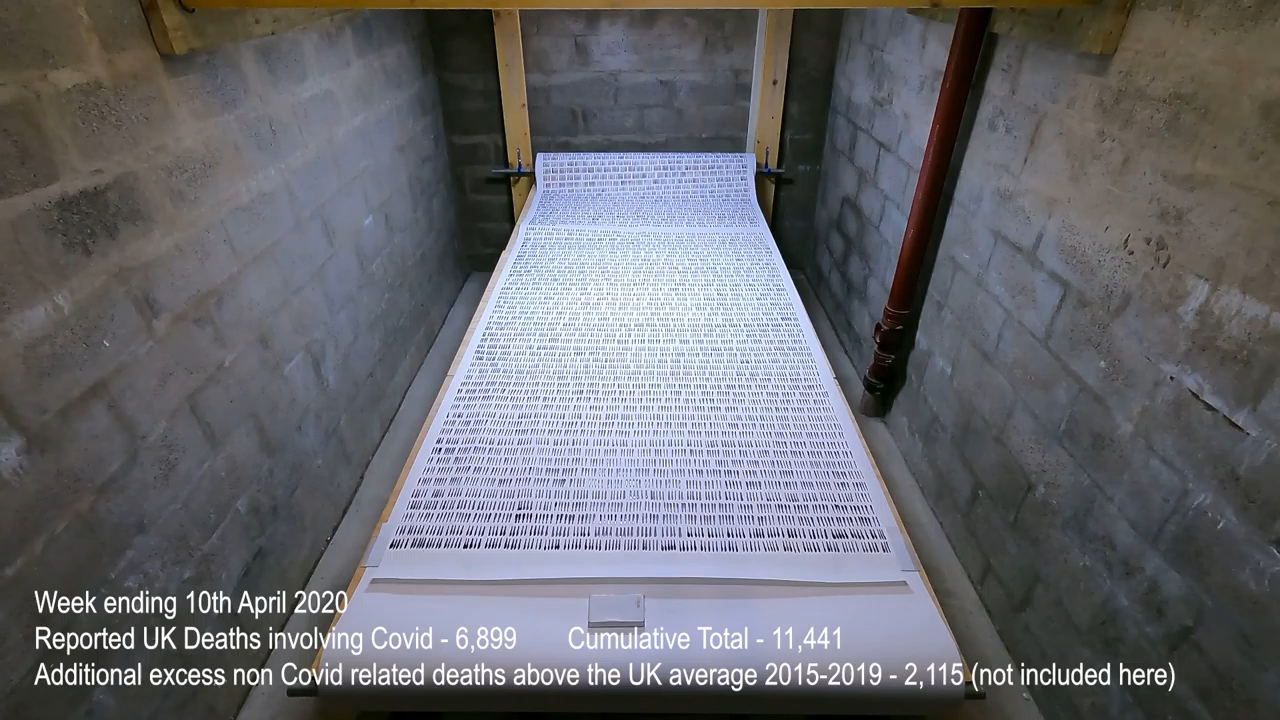 Week ending 10th April 2020
Reported UK Deaths involving Covid - 6,899 Cumulative Total - 11,441
Additional excess non Covid related deaths above the UK average 2015-2019 - 2,115 (not included here)